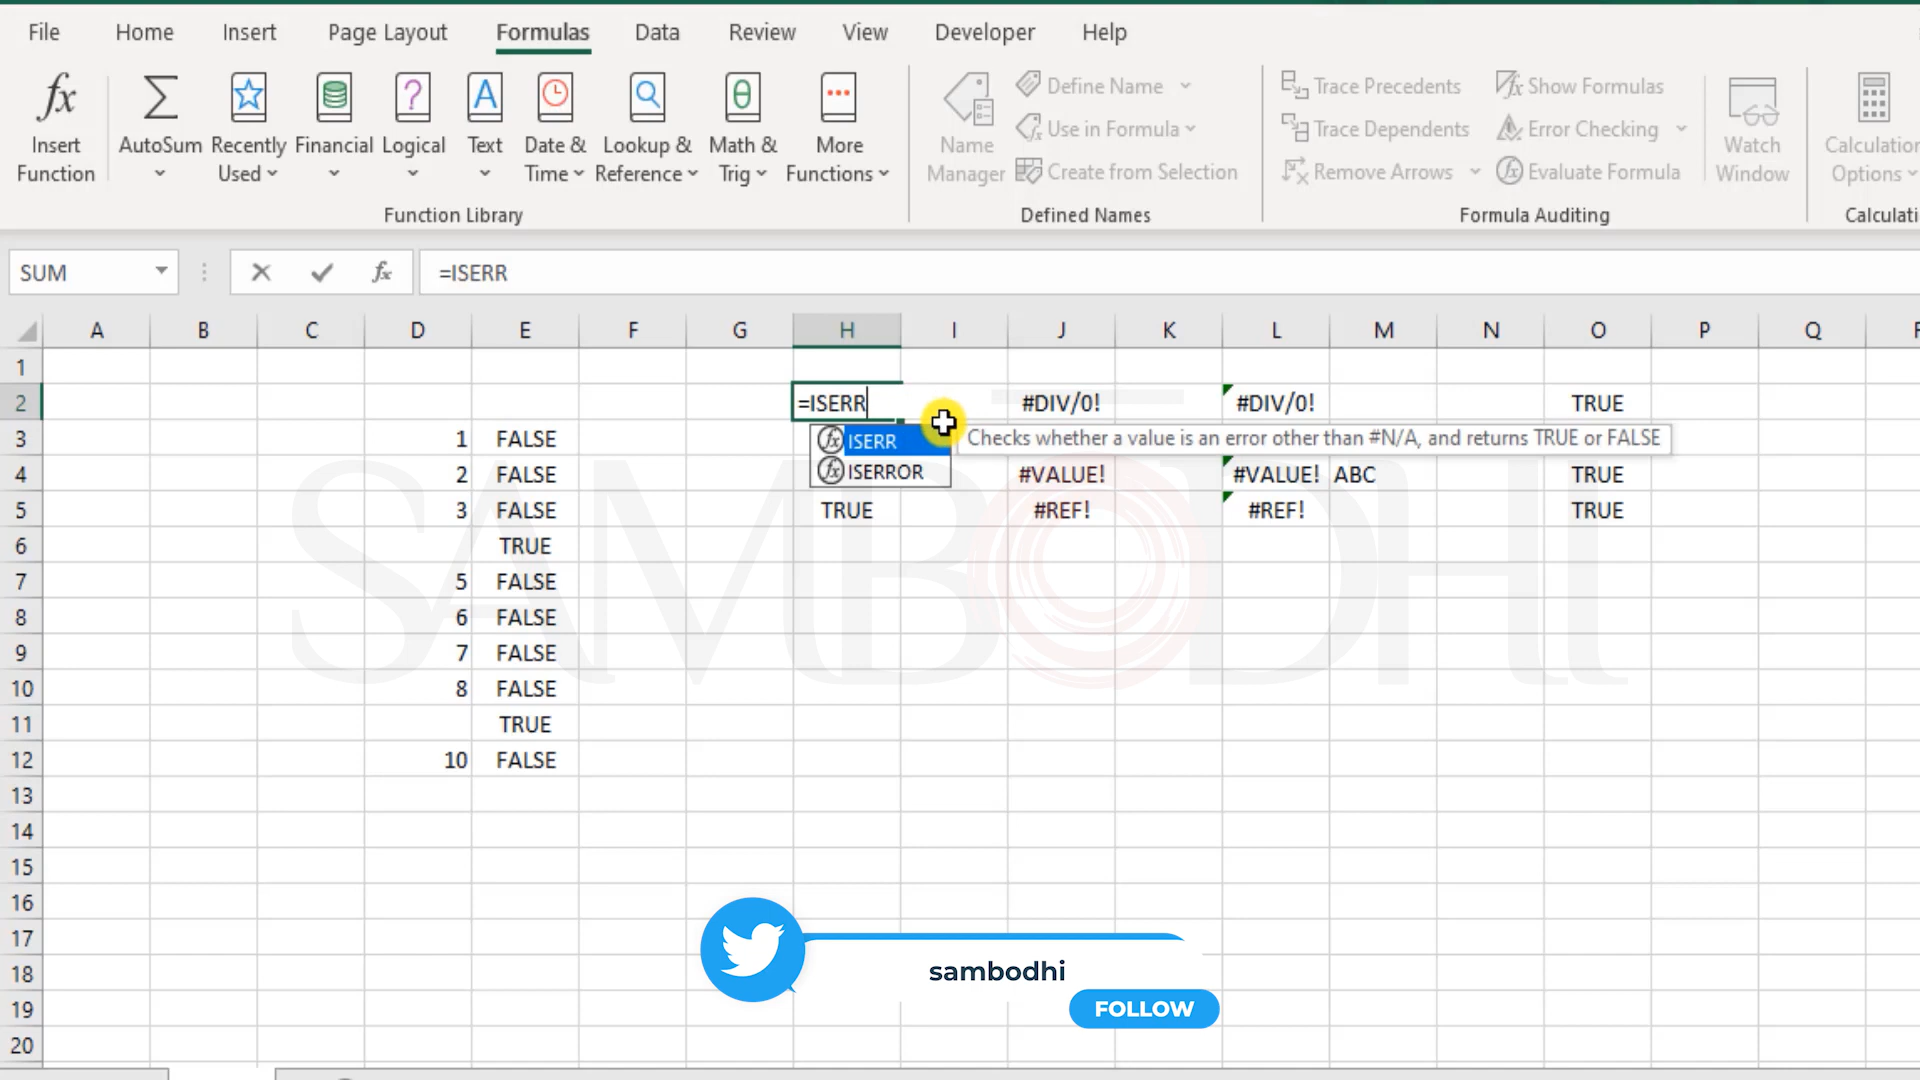 File Home Insert Page Layout Formulas Data Review View Developer Help
Insert Function
AutoSum
Recently Used
Financial
Logical
Text
Date & Time
Lookup & Reference
Math & Trig
More Functions
Function Library
Name Manager
Define Name
Use in Formula
Create from Selection
Defined Names
Trace Precedents
Trace Dependents
Remove Arrows
Show Formulas
Error Checking
Evaluate Formula
Formula Auditing
Watch Window
Options
SUM fx =ISERR
A B C D E F G H I J K L M N O P Q
1
2 =ISERR #DIV/0! #DIV/0! TRUE
3 1 FALSE
ISERR Checks whether a value is an error other than #N/A, and returns TRUE or FALSE
ISERROR
4 2 FALSE #VALUE! #VALUE! ABC TRUE
5 3 FALSE TRUE #REF! #REF! TRUE
6 TRUE
7 5 FALSE
8 6 FALSE
9 7 FALSE
10 8 FALSE
11 TRUE
12 10 FALSE
13
14
15
16
17
18
19
20
SAMBODHI
sambodhi
FOLLOW